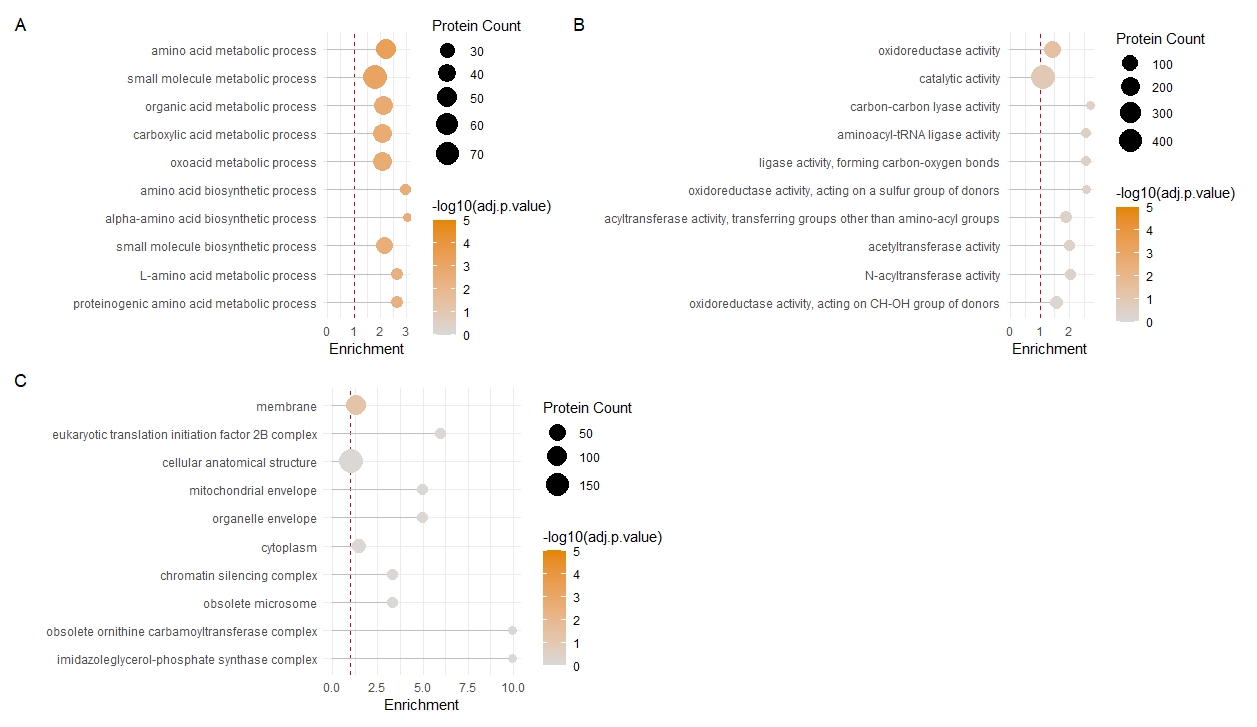 A
amino acid metabolic process
small molecule metabolic process
organic acid metabolic process
carboxylic acid metabolic process
oxoacid metabolic process
amino acid biosynthetic process
alpha-amino acid biosynthetic process
small molecule biosynthetic process
L-amino acid metabolic process
proteinogenic amino acid metabolic process
0 1 2 3
Enrichment
Protein Count
30
40
50
60
70
-log10(adj.p.value)
5
4
3
2
1
0
B
oxidoreductase activity
catalytic activity
carbon-carbon lyase activity
aminoacyl-tRNA ligase activity
ligase activity, forming carbon-oxygen bonds
oxidoreductase activity, acting on a sulfur group of donors
acyltransferase activity, transferring groups other than amino-acyl groups
acetyltransferase activity
N-acyltransferase activity
oxidoreductase activity, acting on CH-OH group of donors
0 1 2
Enrichment
Protein Count
100
200
300
400
-log10(adj.p.value)
5
4
3
2
1
0
C
membrane
eukaryotic translation initiation factor 2B complex
cellular anatomical structure
mitochondrial envelope
organelle envelope
cytoplasm
chromatin silencing complex
obsolete microsome
obsolete ornithine carbamoyltransferase complex
imidazoleglycerol-phosphate synthase complex
0.0 2.5 5.0 7.5 10.0
Enrichment
Protein Count
50
100
150
-log10(adj.p.value)
5
4
3
2
1
0